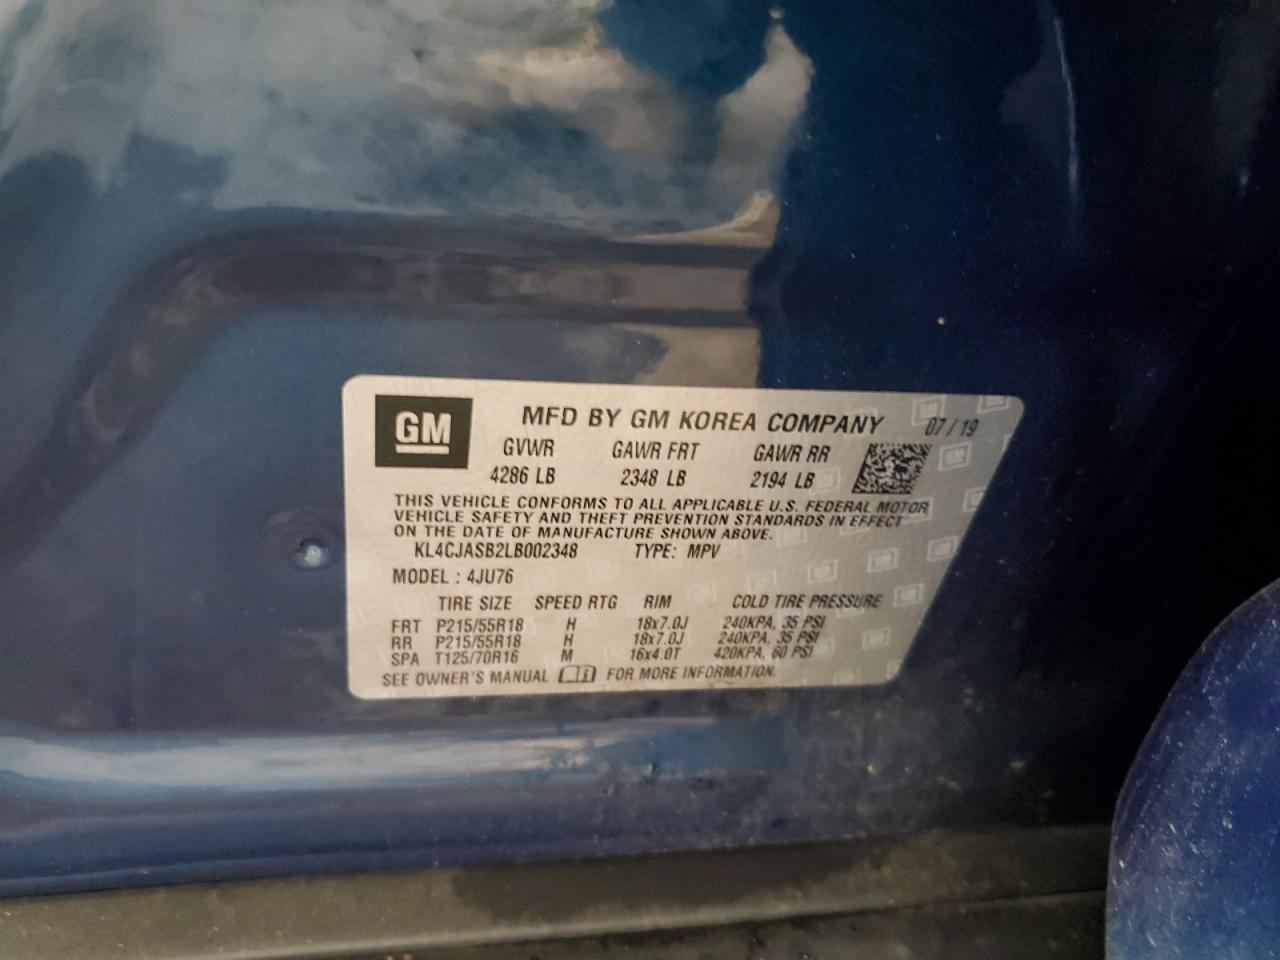 GM
MFD BY GM KOREA COMPANY 07 / 19
GVWR GAWR FRT GAWR RR
4286 LB 2348 LB 2194 LB
THIS VEHICLE CONFORMS TO ALL APPLICABLE U.S. FEDERAL MOTOR
VEHICLE SAFETY AND THEFT PREVENTION STANDARDS IN EFFECT
ON THE DATE OF MANUFACTURE SHOWN ABOVE.
KL4CJASB2LB002348 TYPE: MPV
MODEL : 4JU76
TIRE SIZE SPEED RTG RIM COLD TIRE PRESSURE
FRT P215/55R18 H 18x7.0J 240KPA, 35 PSI
RR P215/55R18 H 18x7.0J 240KPA, 35 PSI
SPA T125/70R16 M 16x4.0T 420KPA, 60 PSI
SEE OWNER'S MANUAL FOR MORE INFORMATION.